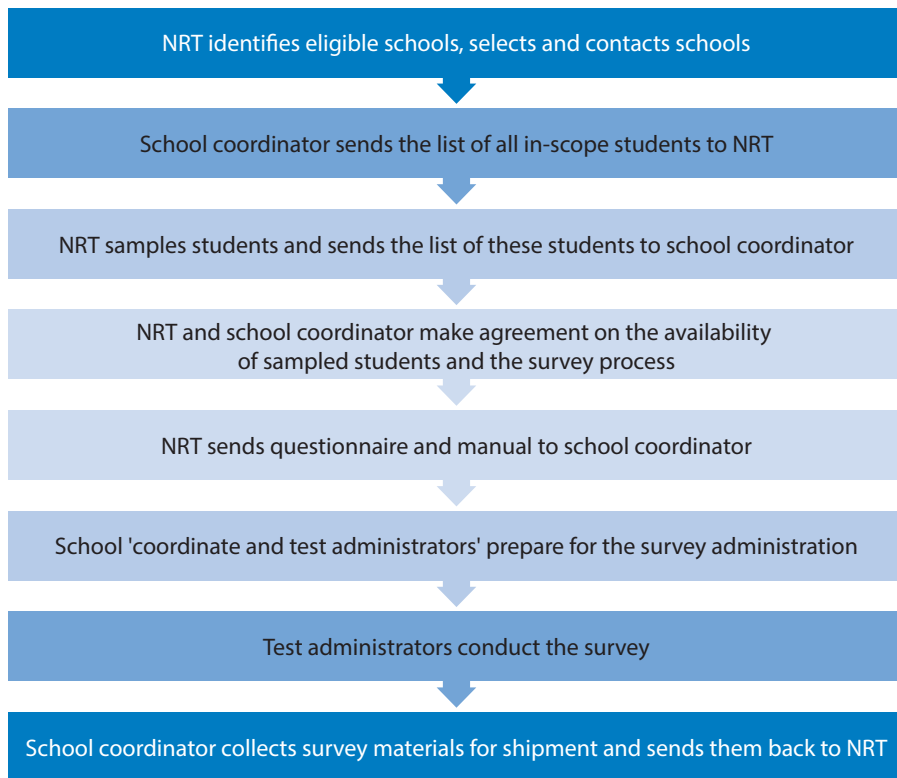 NRT identifies eligible schools, selects and contacts schools
School coordinator sends the list of all in-scope students to NRT
NRT samples students and sends the list of these students to school coordinator
NRT and school coordinator make agreement on the availability
of sampled students and the survey process
NRT sends questionnaire and manual to school coordinator
School 'coordinate and test administrators' prepare for the survey administration
Test administrators conduct the survey
School coordinator collects survey materials for shipment and sends them back to NRT